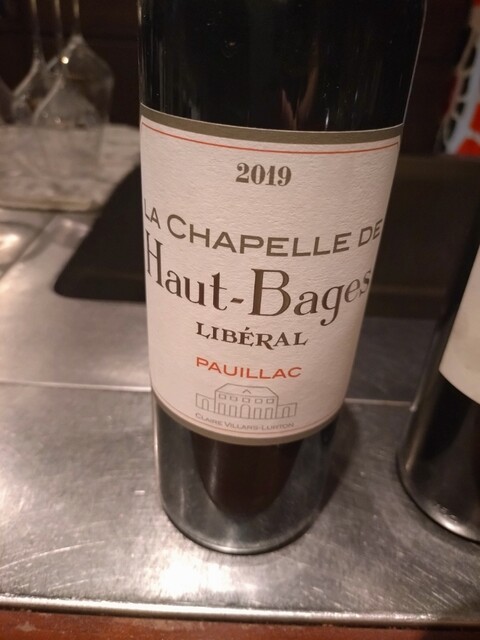 2019
LA CHAPELLE DE
Haut-Bages
LIBÉRAL
PAUILLAC
CLAIRE VILLARS-LURTON